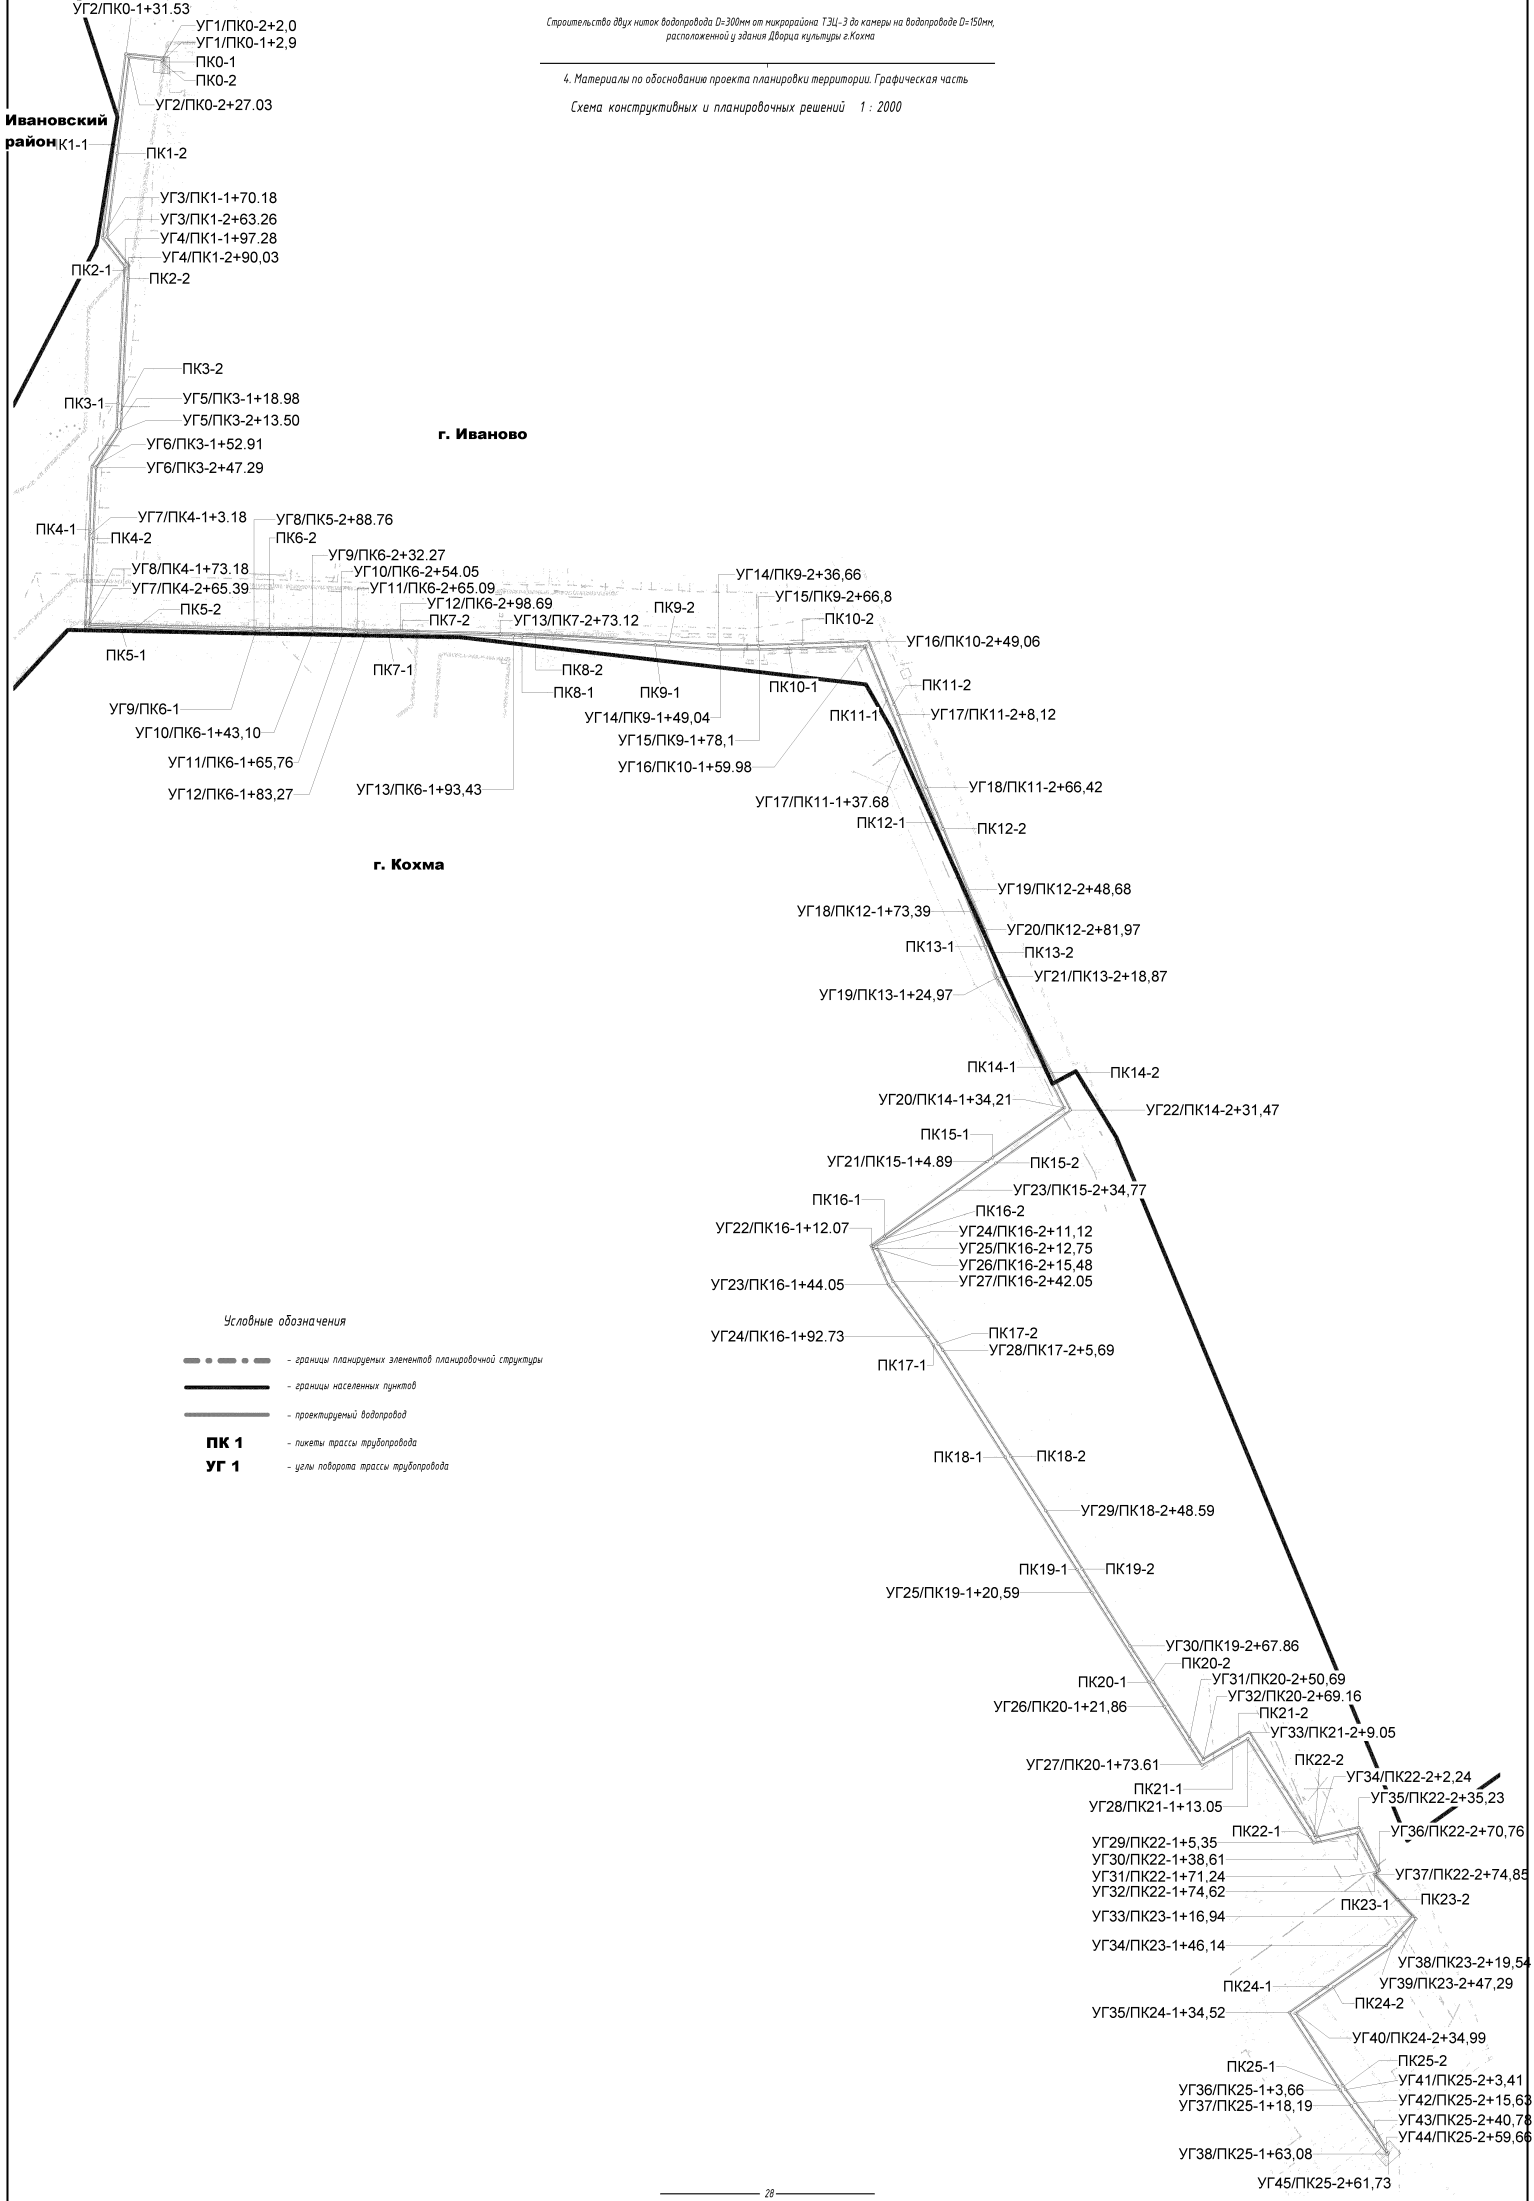 УГ2/ПК0-1+31.53
Строительство двух ниток водопровода D=300мм от микрорайона ТЭЦ-3 до камеры на водопроводе D=150мм,
расположенной у здания Дворца культуры г.Кохма
УГ1/ПК0-2+2,0
УГ1/ПК0-1+2,9
ПК0-1
ПК0-2
4. Материалы по обоснованию проекта планировки территории. Графическая часть
УГ2/ПК0-2+27.03
Схема конструктивных и планировочных решений 1 : 2000
Ивановский
район
К1-1
ПК1-2
УГ3/ПК1-1+70.18
УГ3/ПК1-2+63.26
УГ4/ПК1-1+97.28
УГ4/ПК1-2+90,03
ПК2-1
ПК2-2
ПК3-2
ПК3-1
УГ5/ПК3-1+18.98
УГ5/ПК3-2+13.50
г. Иваново
УГ6/ПК3-1+52.91
УГ6/ПК3-2+47.29
УГ7/ПК4-1+3.18
УГ8/ПК5-2+88.76
ПК4-1
ПК4-2
ПК6-2
УГ9/ПК6-2+32.27
УГ8/ПК4-1+73.18
УГ10/ПК6-2+54.05
УГ14/ПК9-2+36,66
УГ7/ПК4-2+65.39
УГ11/ПК6-2+65.09
УГ15/ПК9-2+66,8
ПК5-2
УГ12/ПК6-2+98.69
ПК9-2
ПК7-2
УГ13/ПК7-2+73.12
ПК10-2
УГ16/ПК10-2+49,06
ПК5-1
ПК7-1
ПК8-2
ПК8-1
ПК9-1
ПК10-1
ПК11-2
УГ9/ПК6-1
УГ14/ПК9-1+49,04
ПК11-1
УГ17/ПК11-2+8,12
УГ10/ПК6-1+43,10
УГ15/ПК9-1+78,1
УГ11/ПК6-1+65,76
УГ16/ПК10-1+59.98
УГ12/ПК6-1+83,27
УГ13/ПК6-1+93,43
УГ18/ПК11-2+66,42
УГ17/ПК11-1+37.68
ПК12-1
ПК12-2
г. Кохма
УГ19/ПК12-2+48,68
УГ18/ПК12-1+73,39
УГ20/ПК12-2+81,97
ПК13-1
ПК13-2
УГ21/ПК13-2+18,87
УГ19/ПК13-1+24,97
ПК14-1
ПК14-2
УГ20/ПК14-1+34,21
УГ22/ПК14-2+31,47
ПК15-1
УГ21/ПК15-1+4.89
ПК15-2
УГ23/ПК15-2+34,77
ПК16-1
ПК16-2
УГ22/ПК16-1+12.07
УГ24/ПК16-2+11,12
УГ25/ПК16-2+12,75
УГ26/ПК16-2+15,48
УГ27/ПК16-2+42.05
УГ23/ПК16-1+44.05
Условные обозначения
УГ24/ПК16-1+92.73
ПК17-2
УГ28/ПК17-2+5,69
ПК17-1
- границы планируемых элементов планировочной структуры
- границы населенных пунктов
- проектируемый водопровод
ПК 1 - пикеты трассы трубопровода
УГ 1 - углы поворота трассы трубопровода
ПК18-1
ПК18-2
УГ29/ПК18-2+48.59
ПК19-1
ПК19-2
УГ25/ПК19-1+20,59
УГ30/ПК19-2+67.86
ПК20-2
ПК20-1
УГ31/ПК20-2+50,69
УГ32/ПК20-2+69.16
УГ26/ПК20-1+21,86
ПК21-2
УГ33/ПК21-2+9.05
УГ27/ПК20-1+73.61
ПК22-2
ПК21-1
УГ34/ПК22-2+2,24
УГ28/ПК21-1+13.05
УГ35/ПК22-2+35,23
ПК22-1
УГ36/ПК22-2+70,76
УГ29/ПК22-1+5,35
УГ30/ПК22-1+38,61
УГ31/ПК22-1+71,24
УГ37/ПК22-2+74,85
УГ32/ПК22-1+74,62
ПК23-1
ПК23-2
УГ33/ПК23-1+16,94
УГ34/ПК23-1+46,14
УГ38/ПК23-2+19,54
УГ39/ПК23-2+47,29
ПК24-1
ПК24-2
УГ35/ПК24-1+34,52
УГ40/ПК24-2+34,99
ПК25-1
ПК25-2
УГ41/ПК25-2+3,41
УГ36/ПК25-1+3,66
УГ37/ПК25-1+18,19
УГ42/ПК25-2+15,63
УГ43/ПК25-2+40,78
УГ44/ПК25-2+59,66
УГ38/ПК25-1+63,08
УГ45/ПК25-2+61,73
28